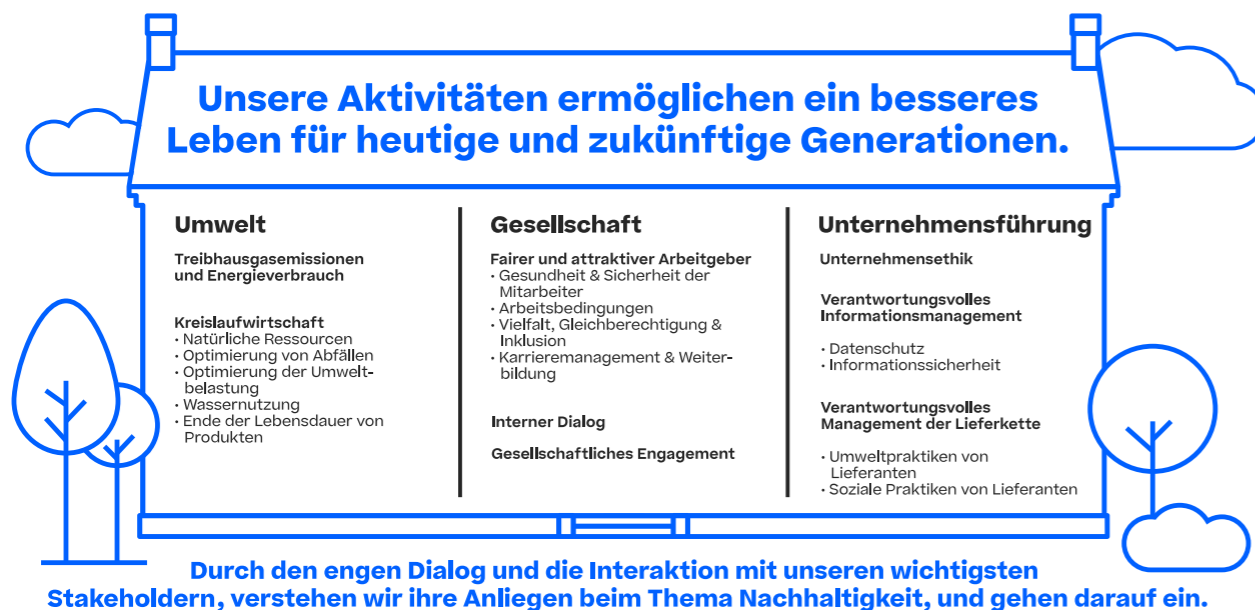 Unsere Aktivitäten ermöglichen ein besseres
Leben für heutige und zukünftige Generationen.
Umwelt
Treibhausgasemissionen
und Energieverbrauch
Kreislaufwirtschaft
· Natürliche Ressourcen
· Optimierung von Abfällen
· Optimierung der Umwelt-
belastung
· Wassernutzung
· Ende der Lebensdauer von
Produkten
Gesellschaft
Fairer und attraktiver Arbeitgeber
· Gesundheit & Sicherheit der
Mitarbeiter
· Arbeitsbedingungen
· Vielfalt, Gleichberechtigung &
Inklusion
· Karrieremanagement & Weiter-
bildung
Interner Dialog
Gesellschaftliches Engagement
Unternehmensführung
Unternehmensethik
Verantwortungsvolles
Informationsmanagement
· Datenschutz
· Informationssicherheit
Verantwortungsvolles
Management der Lieferkette
· Umweltpraktiken von
Lieferanten
· Soziale Praktiken von Lieferanten
Durch den engen Dialog und die Interaktion mit unseren wichtigsten
Stakeholdern, verstehen wir ihre Anliegen beim Thema Nachhaltigkeit, und gehen darauf ein.